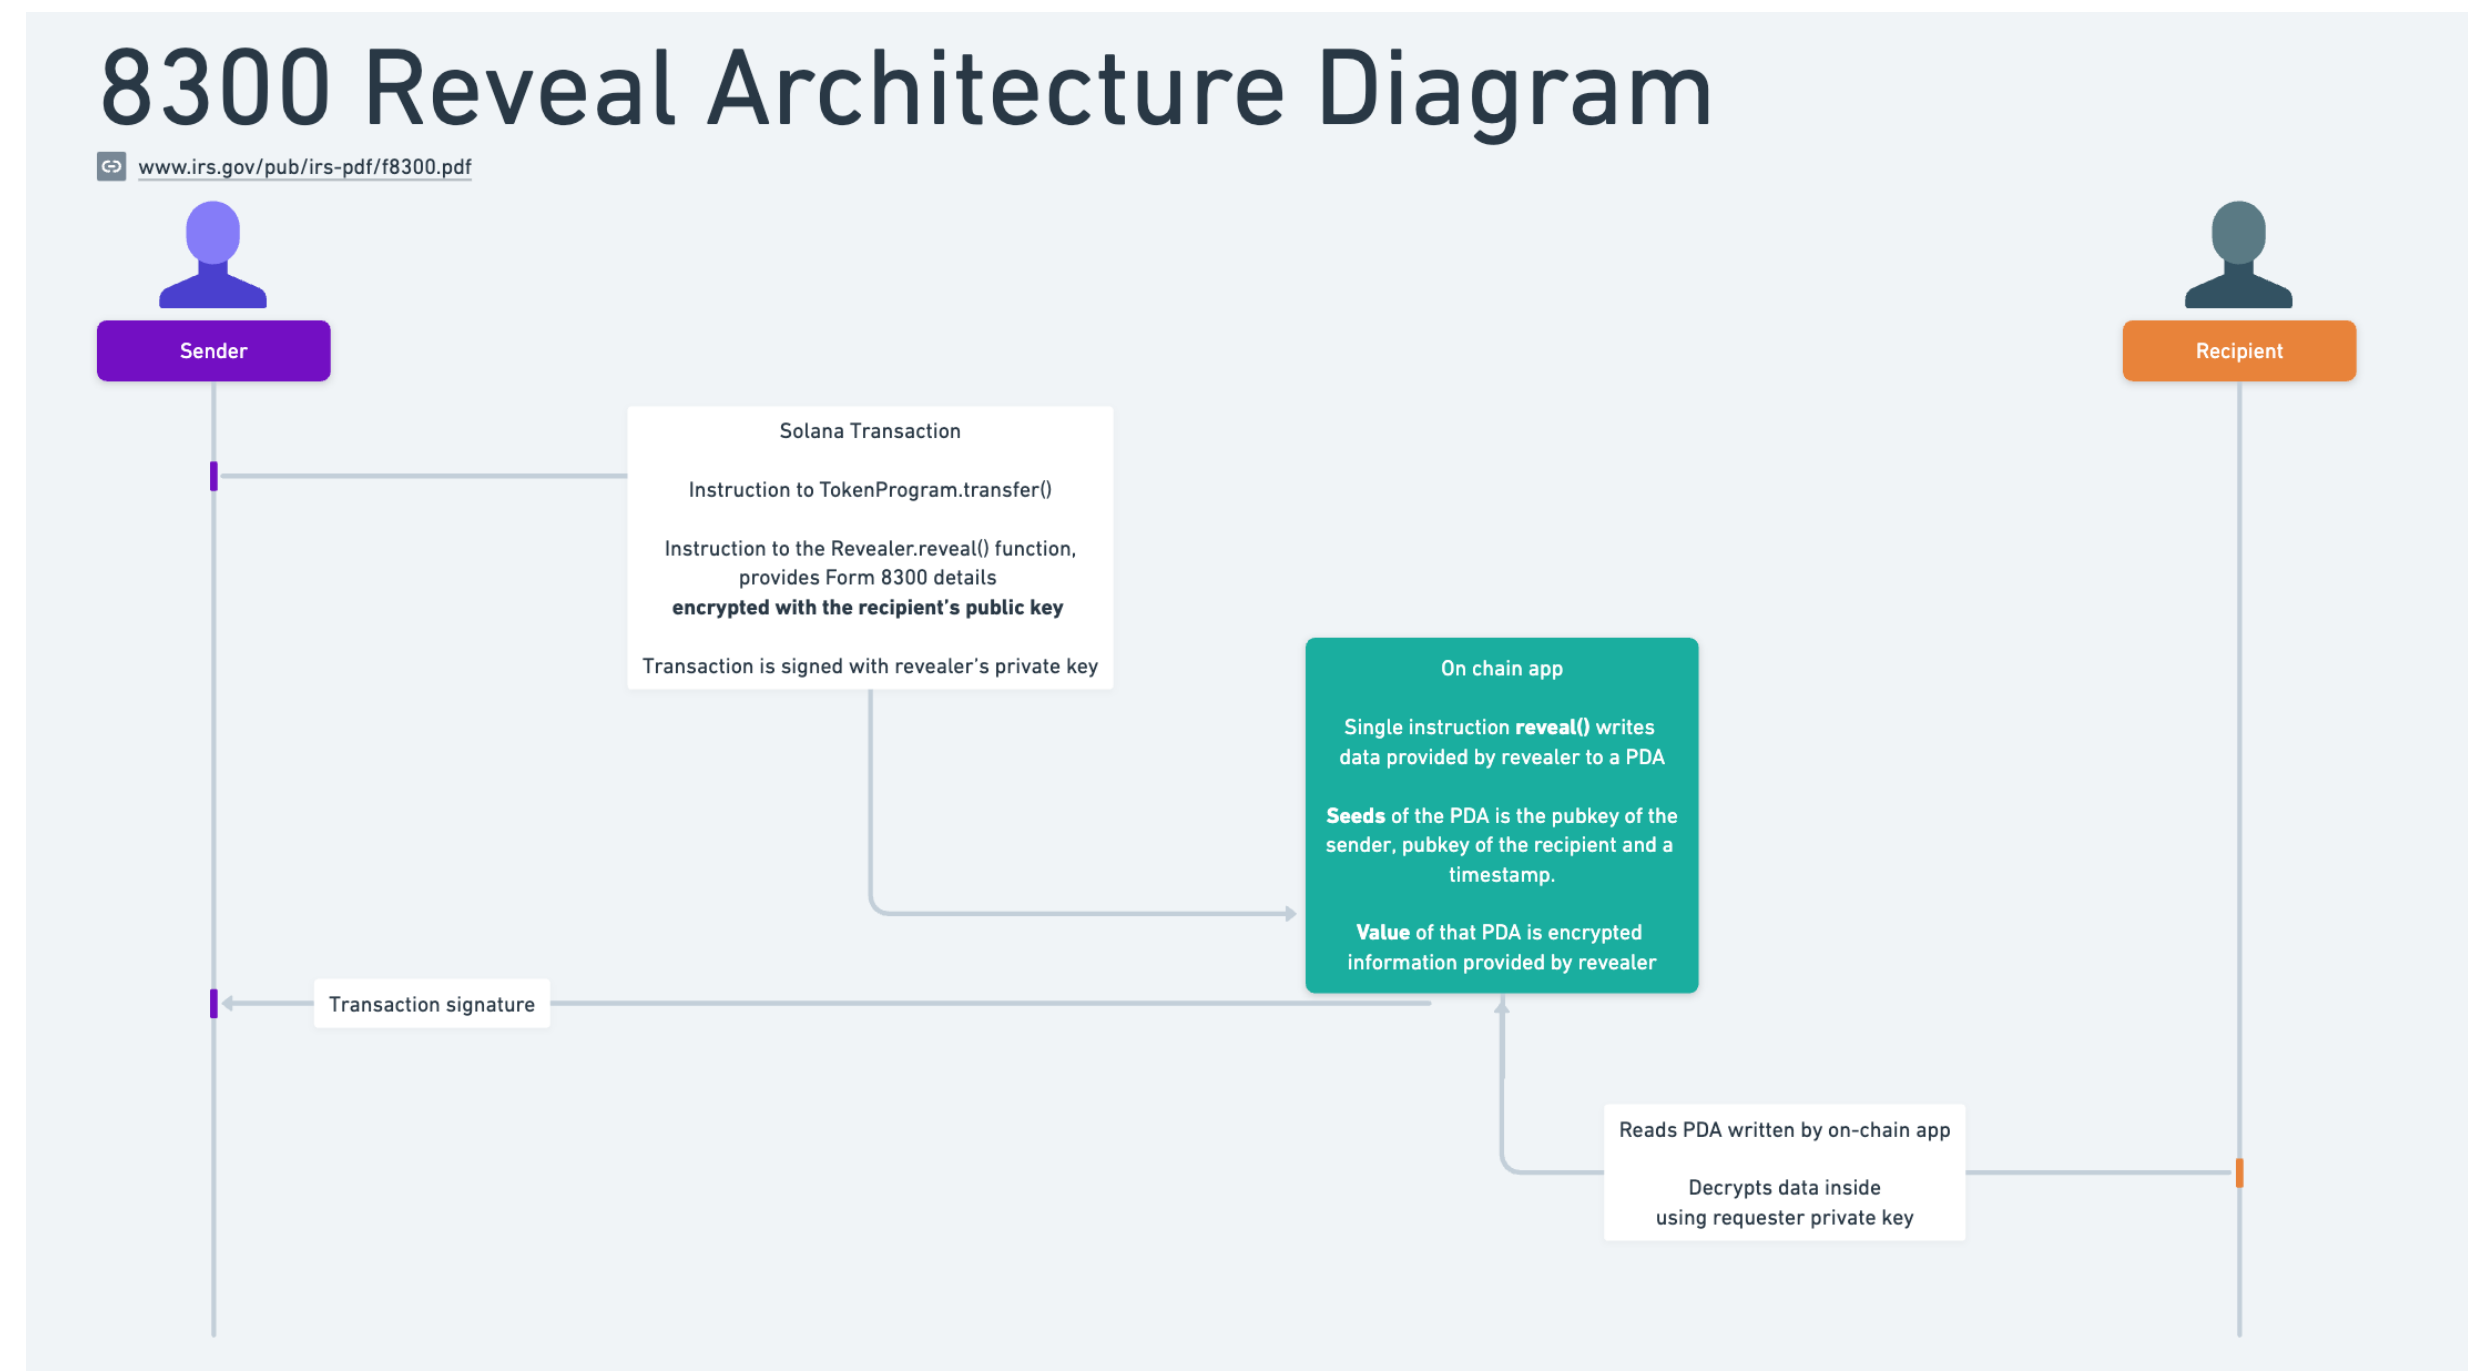 8300 Reveal Architecture Diagram
www.irs.gov/pub/irs-pdf/f8300.pdf
Sender
Recipient
Solana Transaction
Instruction to TokenProgram.transfer()
Instruction to the Revealer.reveal() function,
provides Form 8300 details
encrypted with the recipient’s public key
Transaction is signed with revealer’s private key
On chain app
Single instruction reveal() writes
data provided by revealer to a PDA
Seeds of the PDA is the pubkey of the
sender, pubkey of the recipient and a
timestamp.
Value of that PDA is encrypted
information provided by revealer
Transaction signature
Reads PDA written by on-chain app
Decrypts data inside
using requester private key